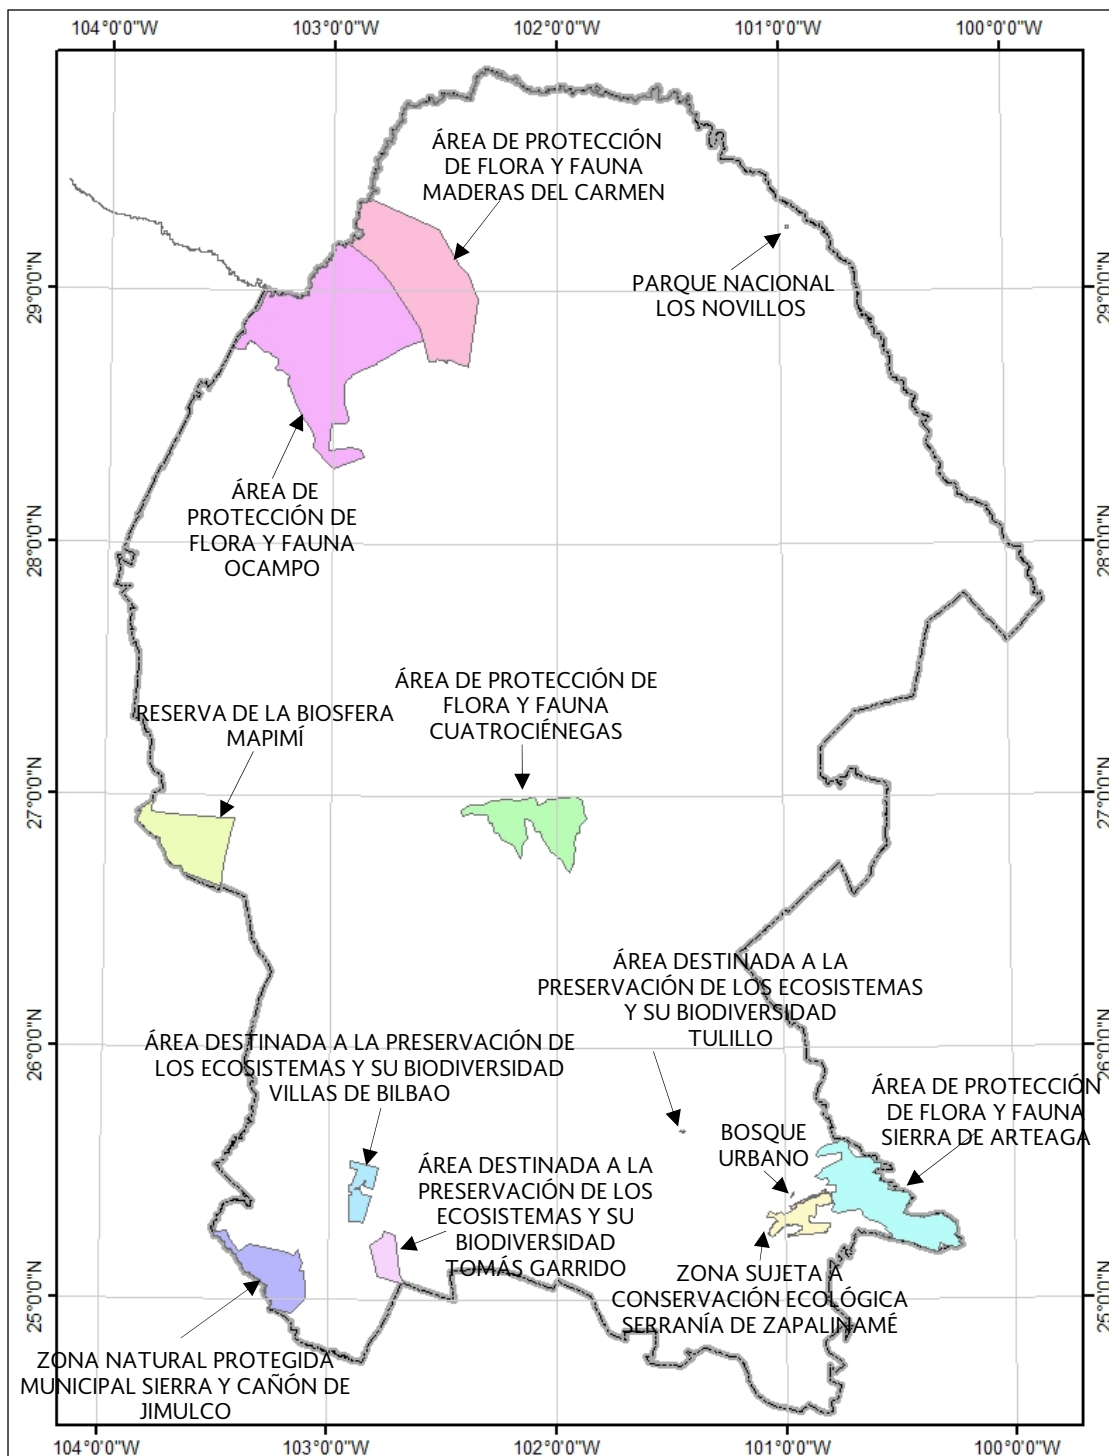 104°0'0"W 103°0'0"W 102°0'0"W 101°0'0"W 100°0'0"W
ÁREA DE PROTECCIÓN
DE FLORA Y FAUNA
MADERAS DEL CARMEN
PARQUE NACIONAL
LOS NOVILLOS
29°0'0"N
29°0'0"N
ÁREA DE
PROTECCIÓN DE
FLORA Y FAUNA
OCAMPO
28°0'0"N
28°0'0"N
ÁREA DE PROTECCIÓN DE
FLORA Y FAUNA
CUATROCIÉNEGAS
RESERVA DE LA BIOSFERA
MAPIMÍ
27°0'0"N
27°0'0"N
ÁREA DESTINADA A LA
PRESERVACIÓN DE LOS ECOSISTEMAS
Y SU BIODIVERSIDAD
TULILLO
26°0'0"N
26°0'0"N
ÁREA DESTINADA A LA PRESERVACIÓN DE
LOS ECOSISTEMAS Y SU BIODIVERSIDAD
VILLAS DE BILBAO
ÁREA DE PROTECCIÓN
DE FLORA Y FAUNA
SIERRA DE ARTEAGA
BOSQUE
URBANO
ÁREA DESTINADA A LA
PRESERVACIÓN DE LOS
ECOSISTEMAS Y SU
BIODIVERSIDAD
TOMÁS GARRIDO
ZONA SUJETA A
CONSERVACIÓN ECOLÓGICA
SERRANÍA DE ZAPALINAMÉ
25°0'0"N
25°0'0"N
ZONA NATURAL PROTEGIDA
MUNICIPAL SIERRA Y CAÑÓN DE
JIMULCO
104°0'0"W 103°0'0"W 102°0'0"W 101°0'0"W 100°0'0"W